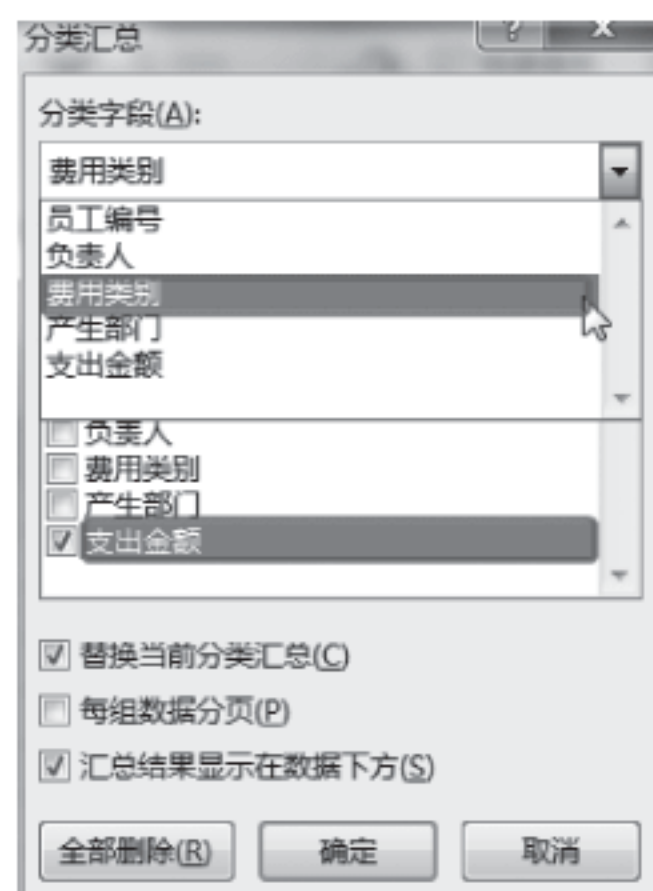 分类汇总
分类字段(A):
费用类别
员工编号
负责人
费用类别
产生部门
支出金额
负责人
费用类别
产生部门
支出金额
替换当前分类汇总(C)
每组数据分页(P)
汇总结果显示在数据下方(S)
全部删除(R) 确定 取消